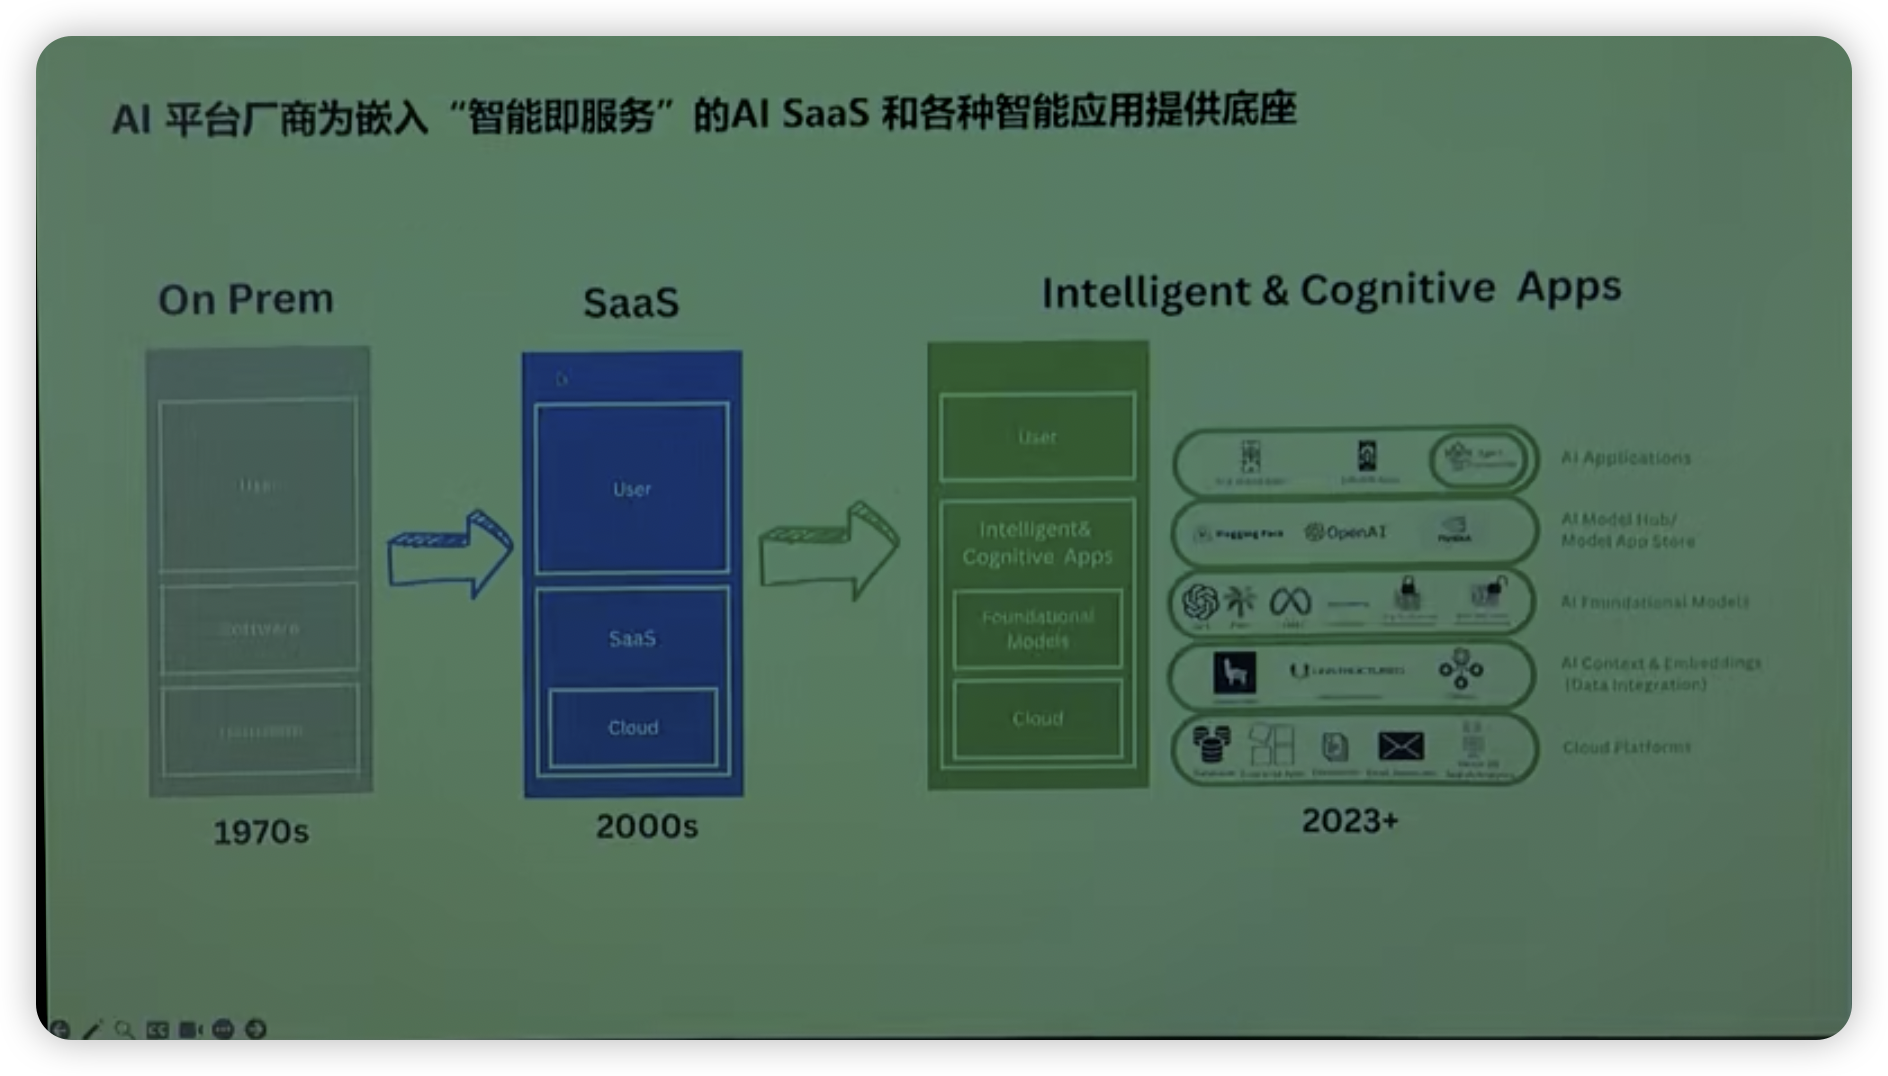 AI 平台厂商为嵌入“智能即服务”的AI SaaS 和各种智能应用提供底座
On Prem
SaaS
Intelligent & Cognitive Apps
User
Software
User
SaaS
Cloud
User
Intelligent&
Cognitive Apps
Foundational
Models
Cloud
AI Applications
Hugging Face
OpenAI
AI Model Hub/
Model App Store
AI Foundational Models
UNSTRUCTURED
AI Context & Embeddings
(Data Integration)
Cloud Platforms
1970s
2000s
2023+